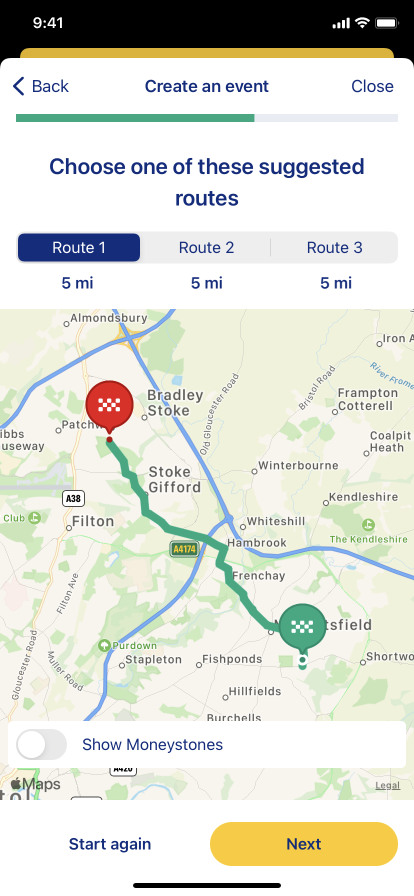 9:41
Back
Create an event
Close
Choose one of these suggested
routes
Route 1
Route 2
Route 3
5 mi
5 mi
5 mi
Almondsbury
Iron A
River Frome
Bradley
Stoke
Old Gloucester Road
Bristol Road
Frampton
Cotterell
Patch
ibbs
useway
Coalpit
Heath
Stoke
Gifford
Winterbourne
A38
Kendleshire
Club
Filton
Whiteshill
The Kendleshire
A4174
Hambrook
Frenchay
Filton Ave
M
tsfield
Purdown
Gloucester Road
Muller Road
Stapleton
Fishponds
Shortwo
Hillfields
Burchells
Show Moneystones
A420
Maps
Legal
tol
Start again
Next